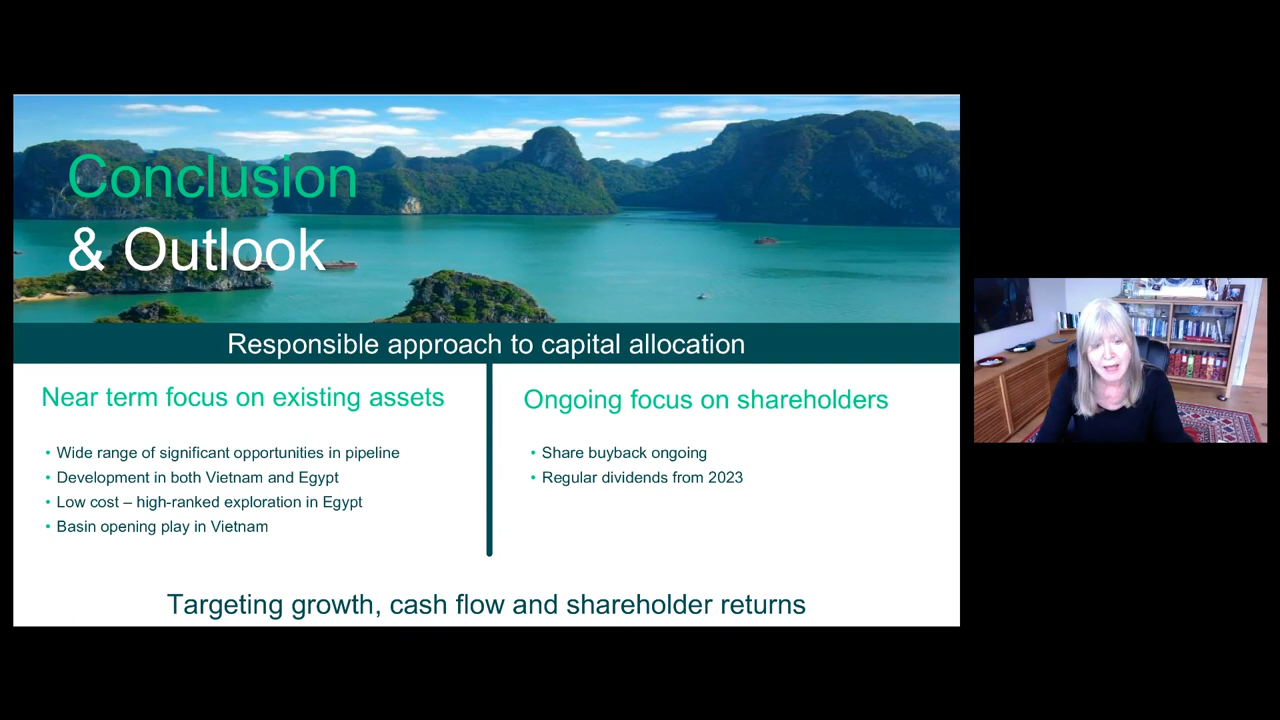 Conclusion
& Outlook
Responsible approach to capital allocation
Near term focus on existing assets
• Wide range of significant opportunities in pipeline
• Development in both Vietnam and Egypt
• Low cost – high-ranked exploration in Egypt
• Basin opening play in Vietnam
Ongoing focus on shareholders
• Share buyback ongoing
• Regular dividends from 2023
Targeting growth, cash flow and shareholder returns